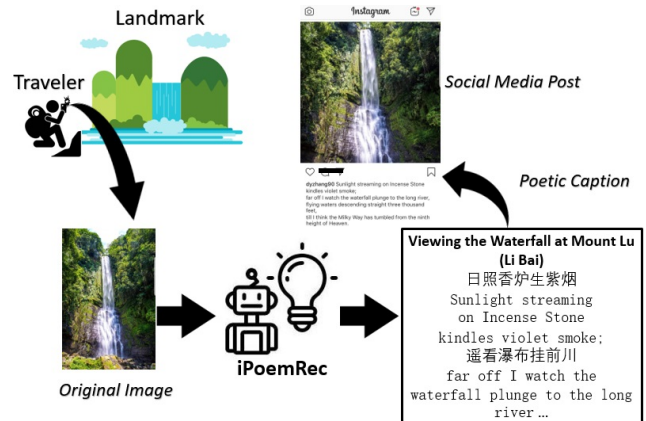 Landmark
Traveler
Instagram
Social Media Post
dyzhang90 Sunlight streaming on Incense Stone
kindles violet smoke;
far off I watch the waterfall plunge to the long river,
flying waters descending straight three thousand
feet,
till I think the Milky Way has tumbled from the ninth
height of Heaven.
Poetic Caption
Original Image
iPoemRec
Viewing the Waterfall at Mount Lu
(Li Bai)
日照香炉生紫烟
Sunlight streaming
on Incense Stone
kindles violet smoke;
遥看瀑布挂前川
far off I watch the
waterfall plunge to the long
river ...